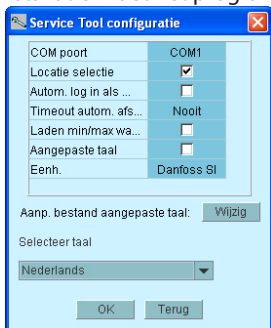 Service Tool configuratie
COM poort COM1
Locatie selectie
Autom. log in als ...
Timeout autom. afs... Nooit
Laden min/max wa...
Aangepaste taal
Eenh. Danfoss SI
Aanp. bestand aangepaste taal: Wijzig
Selecteer taal
Nederlands
OK Terug